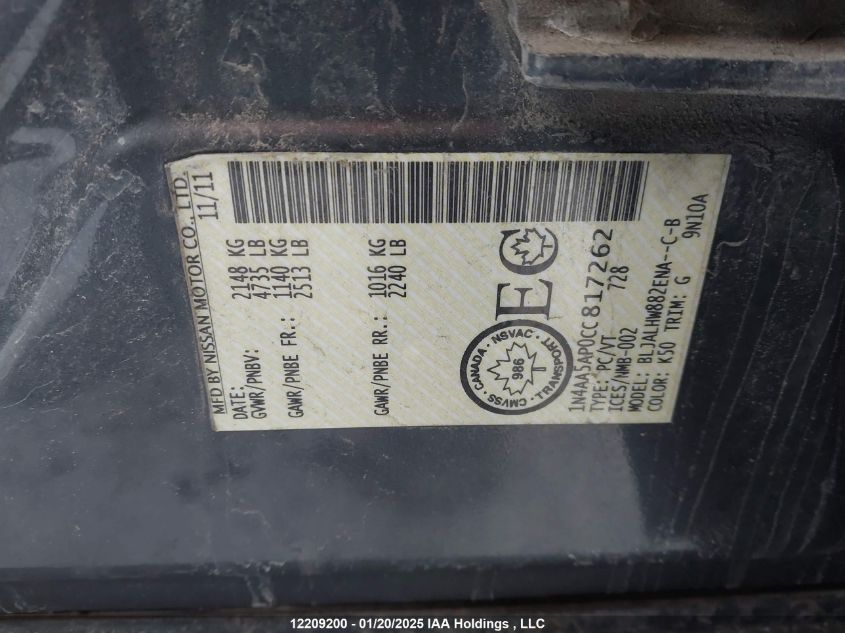 MFD BY NISSAN MOTOR CO., LTD.
DATE: 11/11
GVWR/PNBV: 2148 KG
4735 LB
GAWR/PNBE FR.: 1140 KG
2513 LB
GAWR/PNBE RR.: 1016 KG
2240 LB
CANADA · NSVAC · TRANSPORT · CMVSS ·
986
EC
1N4AA5AP0CC817262
TYPE: PC/VT 728
ICES/NMB-002
MODEL: BLJALHW882ENA--C-B
COLOR: K50 TRIM: G 9N10A
12209200 - 01/20/2025 IAA Holdings , LLC